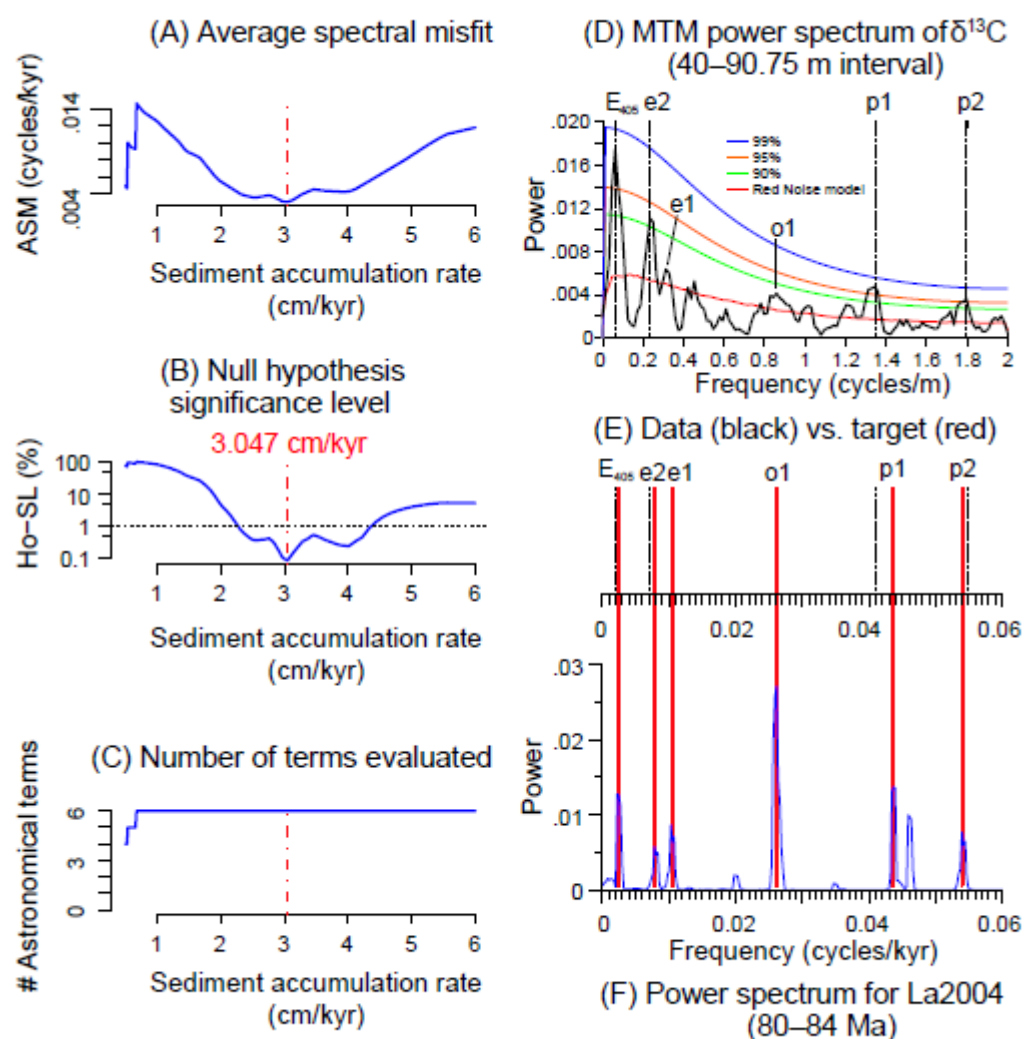 (A) Average spectral misfit
ASM (cycles/kyr)
.014
.004
1 2 3 4 5 6
Sediment accumulation rate
(cm/kyr)
(B) Null hypothesis
significance level
3.047 cm/kyr
Ho−SL (%)
100
10
1
0.1
1 2 3 4 5 6
Sediment accumulation rate
(cm/kyr)
(C) Number of terms evaluated
# Astronomical terms
6
3
0
1 2 3 4 5 6
Sediment accumulation rate
(cm/kyr)
(D) MTM power spectrum of δ¹³C
(40–90.75 m interval)
E₄₀₅ e2 p1 p2
Power
.020
.016
.012
.008
.004
0
99%
95%
90%
Red Noise model
e1
o1
0 0.2 0.4 0.6 0.8 1 1.2 1.4 1.6 1.8 2
Frequency (cycles/m)
(E) Data (black) vs. target (red)
E₄₀₅ e2 e1 o1 p1 p2
0 0.02 0.04 0.06
Power
.03
.02
.01
0
0 0.02 0.04 0.06
Frequency (cycles/kyr)
(F) Power spectrum for La2004
(80–84 Ma)